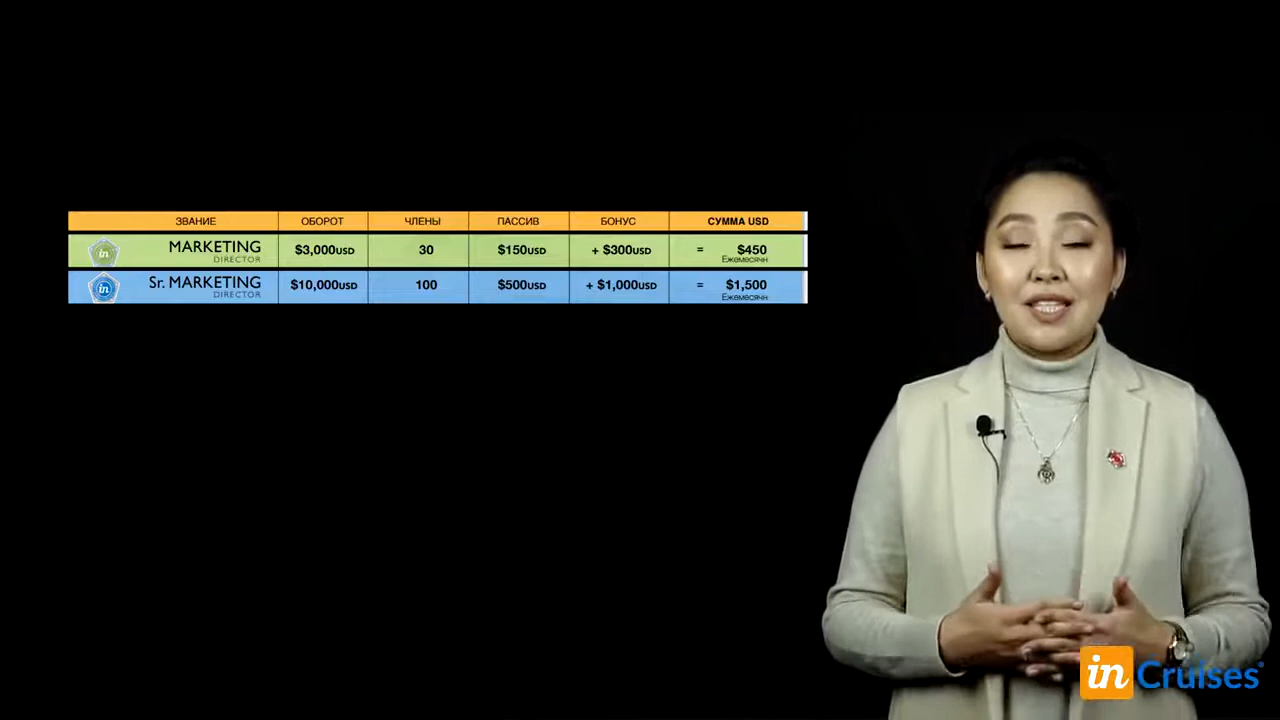 ЗВАНИЕ ОБОРОТ ЧЛЕНЫ ПАССИВ БОНУС СУММА USD
in MARKETING DIRECTOR $3,000USD 30 $150USD + $300USD = $450 Ежемесячн
in Sr. MARKETING DIRECTOR $10,000USD 100 $500USD + $1,000USD = $1,500 Ежемесячн
in Cruises